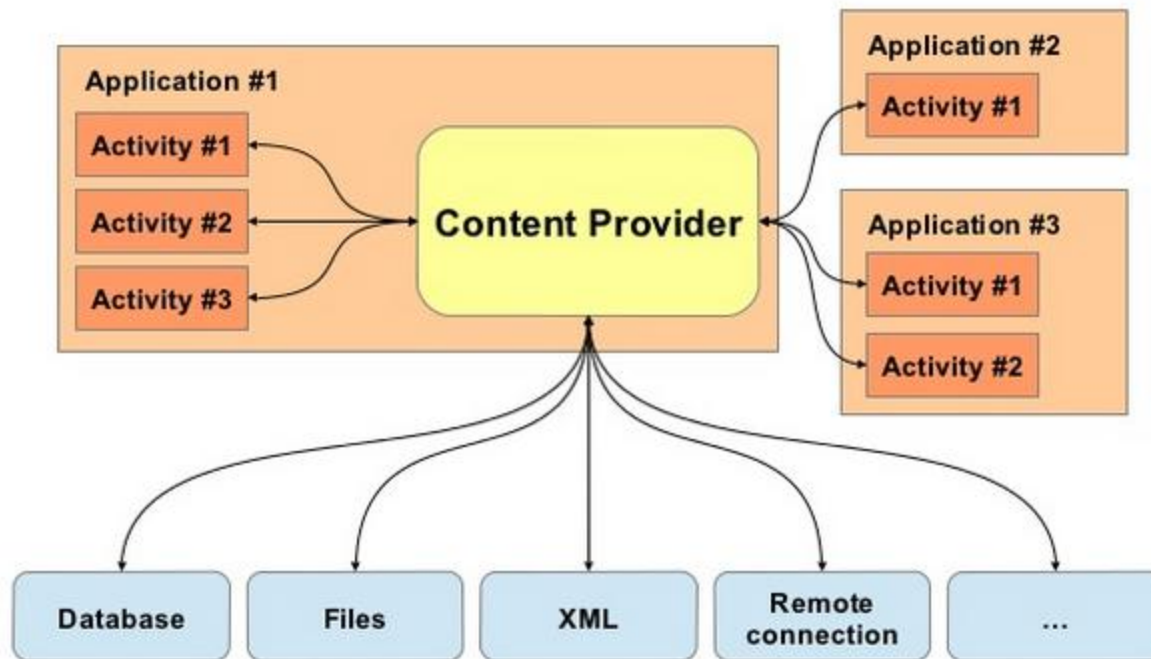 Application #1
Activity #1
Activity #2
Activity #3
Content Provider
Application #2
Activity #1
Application #3
Activity #1
Activity #2
Database
Files
XML
Remote
connection
...